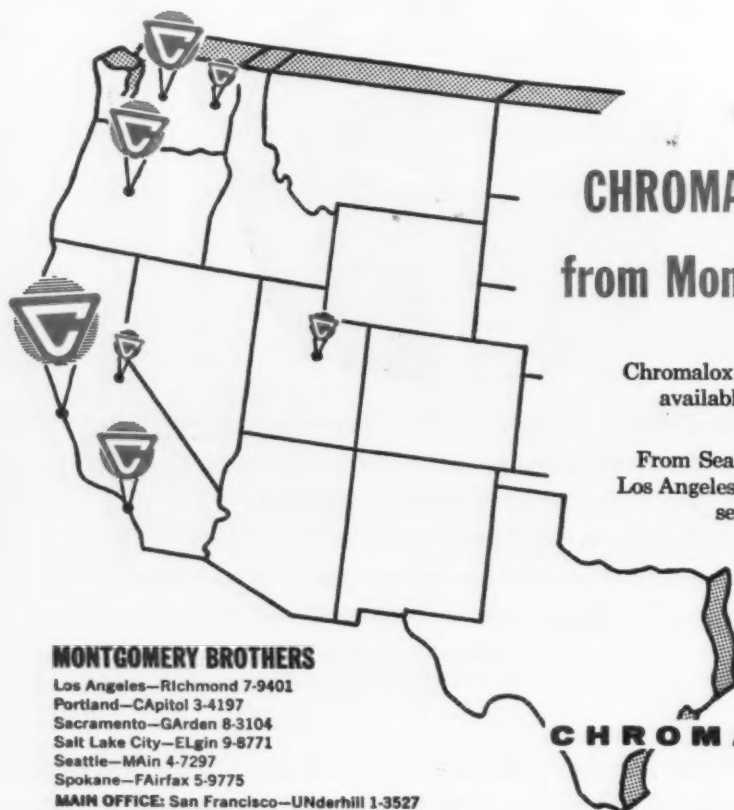 C
C
C
C
C
C
C
CHROMA
from Mon
Chromalox
availabl
From Sea
Los Angeles
se
MONTGOMERY BROTHERS
Los Angeles—RIchmond 7-9401
Portland—CApitol 3-4197
Sacramento—GArden 8-3104
Salt Lake City—ELgin 9-8771
Seattle—MAin 4-7297
Spokane—FAirfax 5-9775
MAIN OFFICE: San Francisco—UNderhill 1-3527
CHROMA